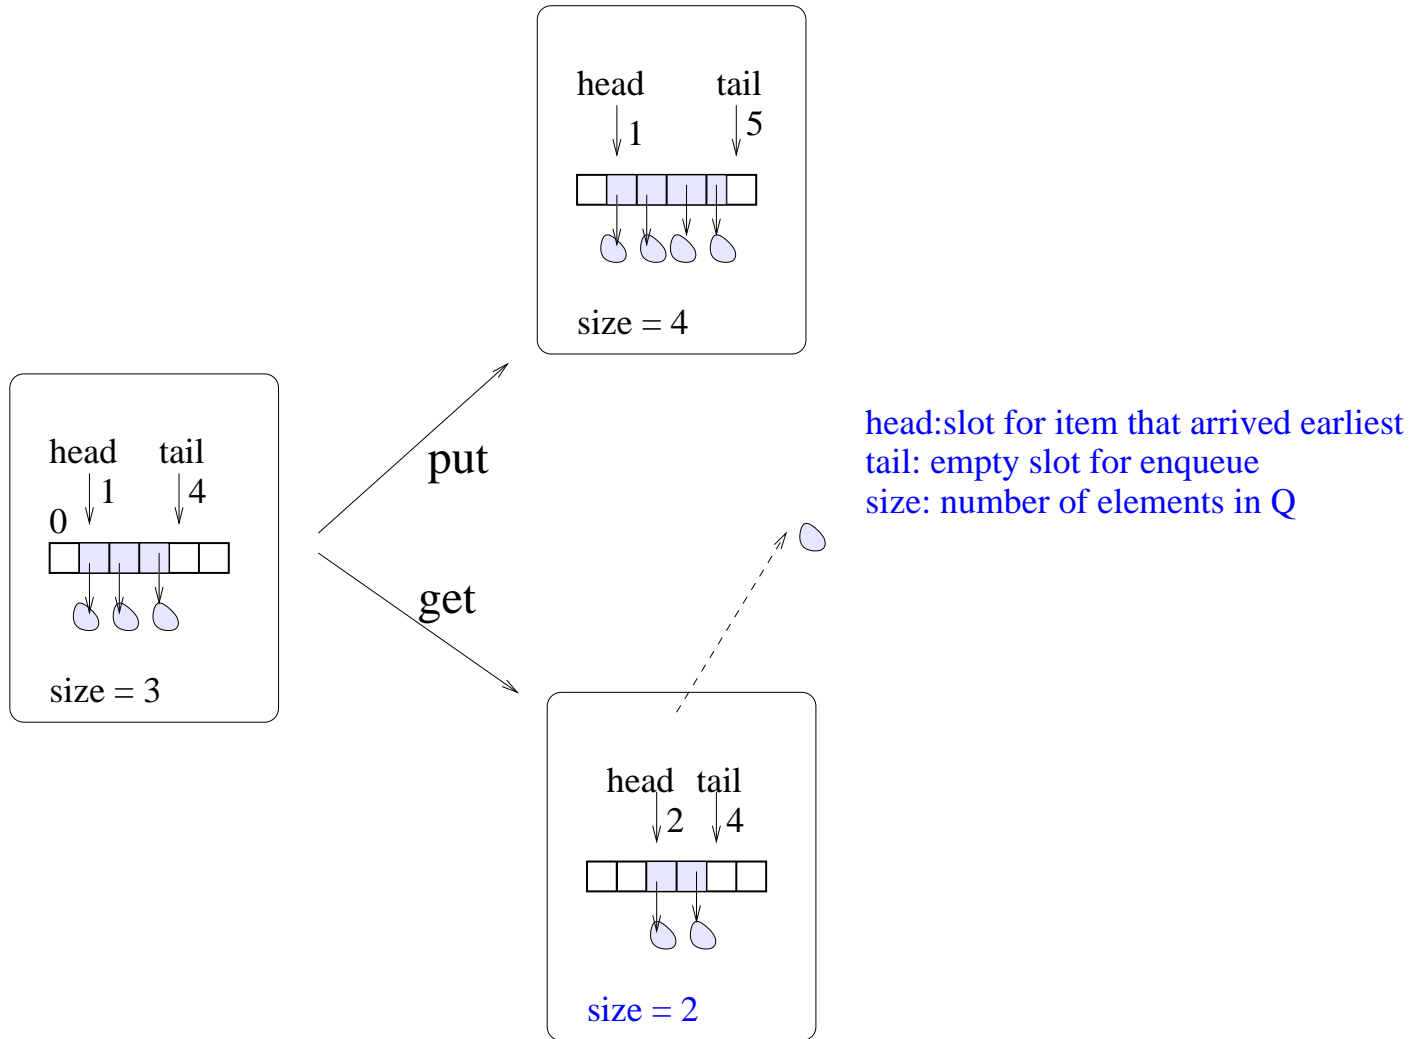 head tail
1 5
size = 4
head tail
1 4
0
size = 3
put
get
head:slot for item that arrived earliest
tail: empty slot for enqueue
size: number of elements in Q
head tail
2 4
size = 2